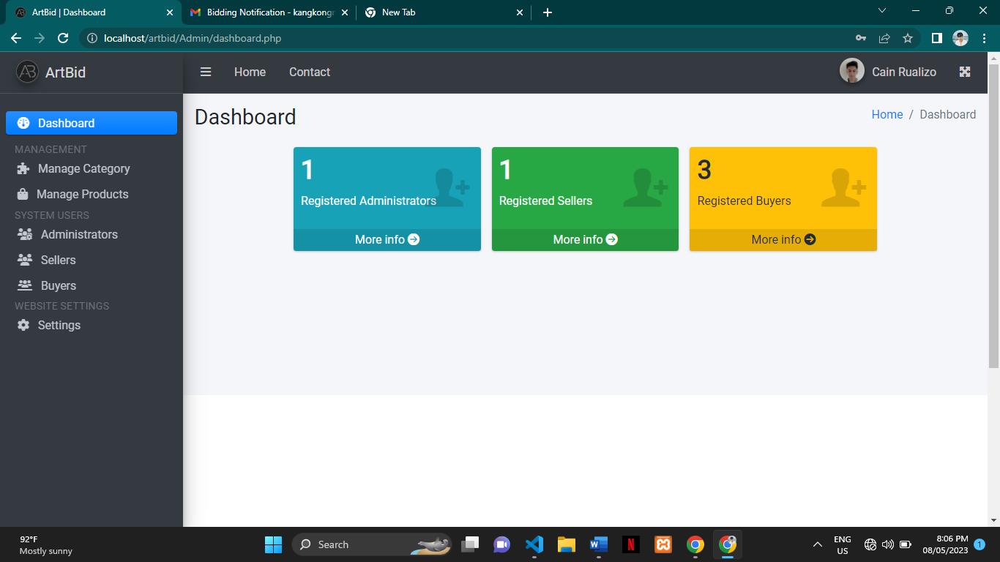 ArtBid | Dashboard
Bidding Notification - kangkongr
New Tab
localhost/artbid/Admin/dashboard.php
AB ArtBid
Home
Contact
Cain Rualizo
Dashboard
MANAGEMENT
Manage Category
Manage Products
SYSTEM USERS
Administrators
Sellers
Buyers
WEBSITE SETTINGS
Settings
Dashboard
Home / Dashboard
1
Registered Administrators
More info
1
Registered Sellers
More info
3
Registered Buyers
More info
92°F
Mostly sunny
Search
W
N
ENG
US
8:06 PM
08/05/2023
1